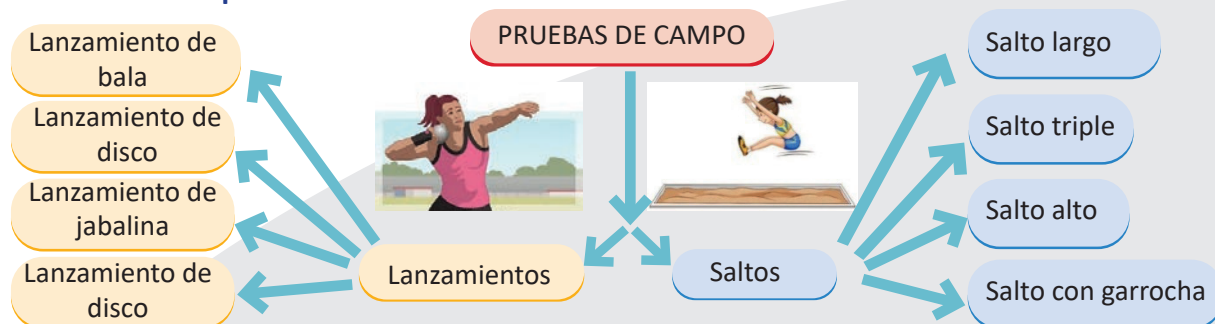 PRUEBAS DE CAMPO
Lanzamiento de
bala
Lanzamiento de
disco
Lanzamiento de
jabalina
Lanzamiento de
disco
Lanzamientos
Saltos
Salto largo
Salto triple
Salto alto
Salto con garrocha